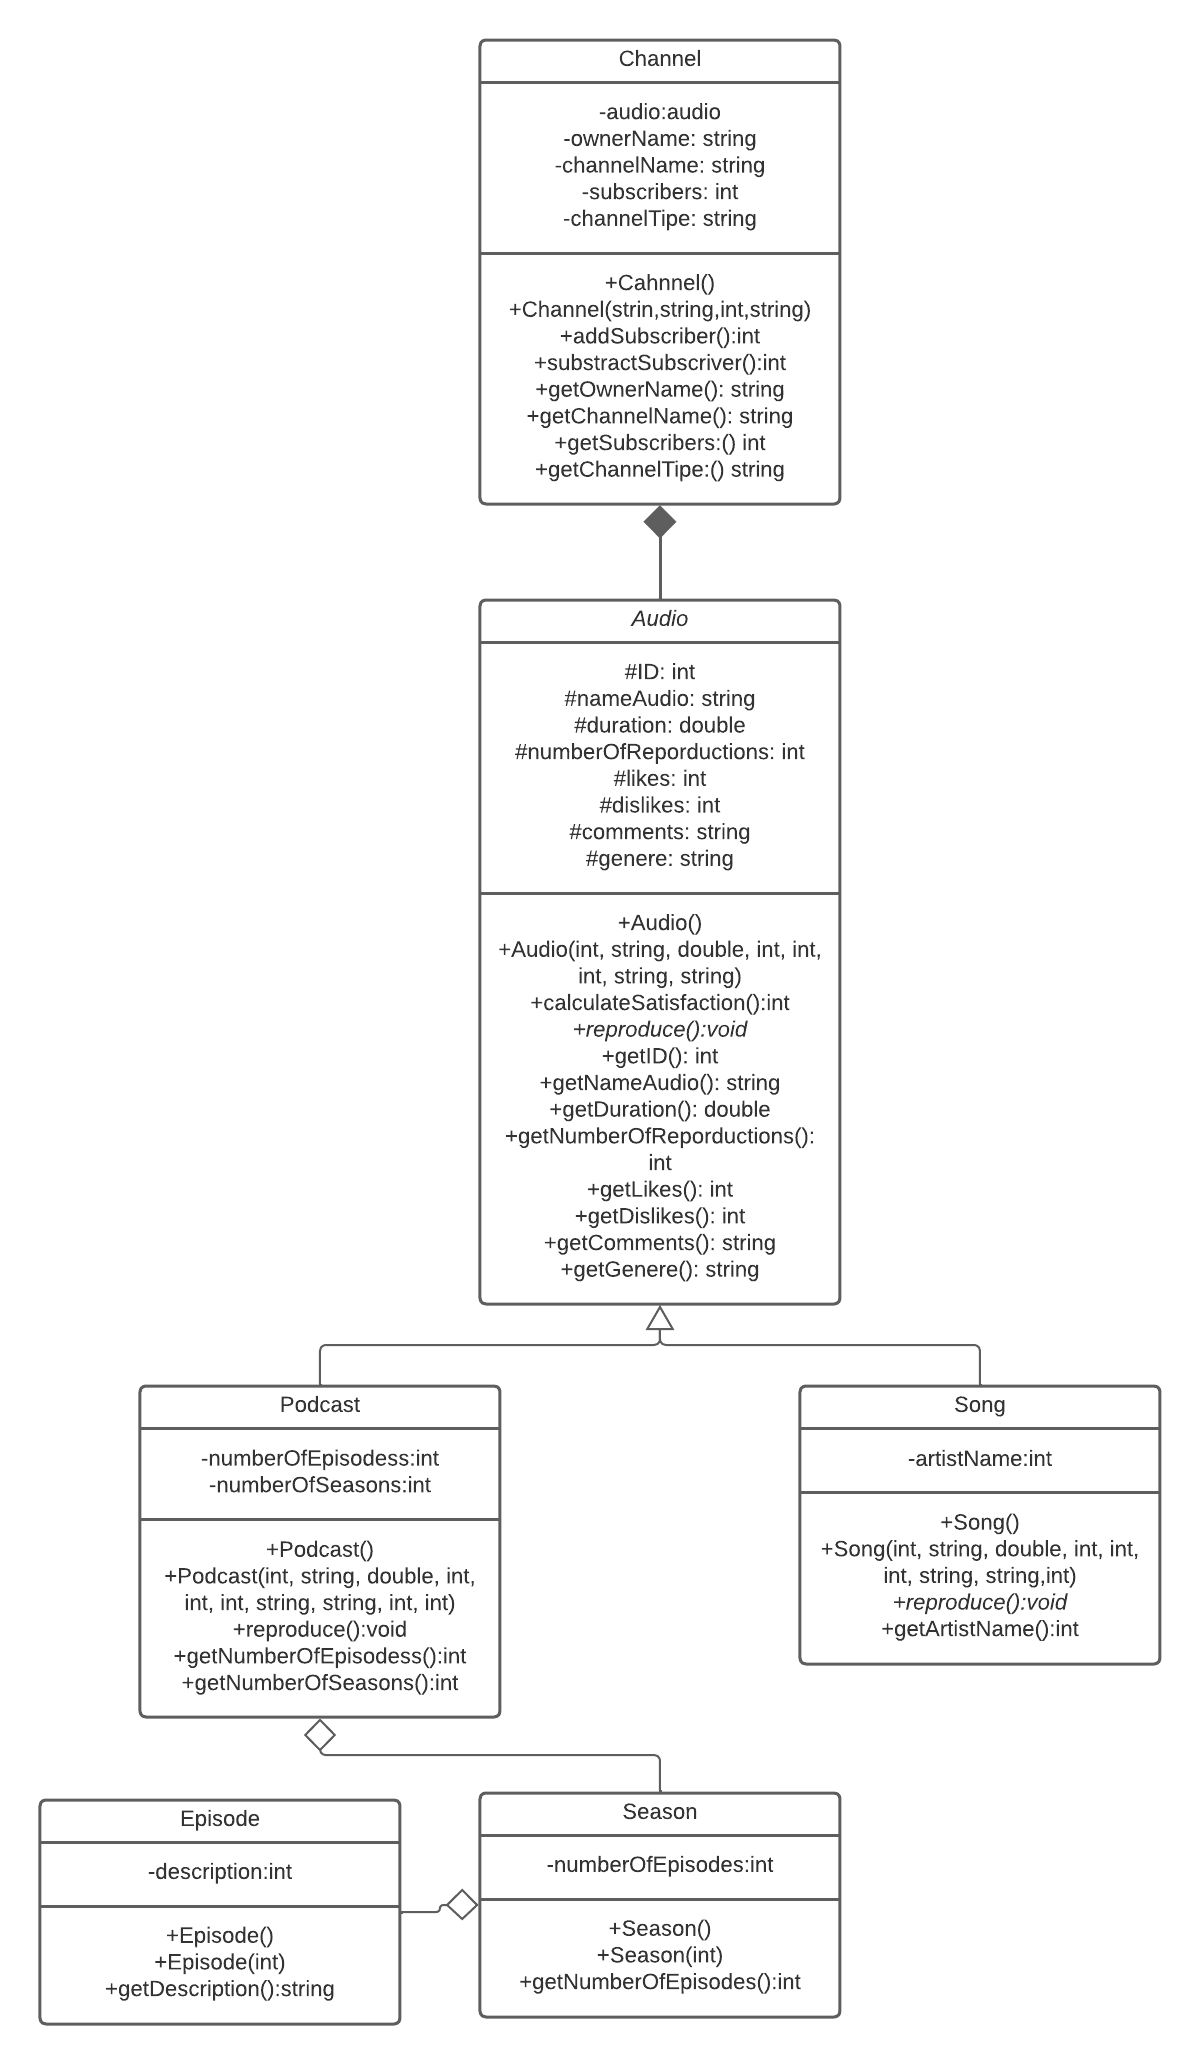 Channel
-audio:audio
-ownerName: string
-channelName: string
-subscribers: int
-channelTipe: string
+Cahnnel()
+Channel(strin,string,int,string)
+addSubscriber():int
+substractSubscriver():int
+getOwnerName(): string
+getChannelName(): string
+getSubscribers:() int
+getChannelTipe:() string
Audio
#ID: int
#nameAudio: string
#duration: double
#numberOfReporductions: int
#likes: int
#dislikes: int
#comments: string
#genere: string
+Audio()
+Audio(int, string, double, int, int,
int, string, string)
+calculateSatisfaction():int
+reproduce():void
+getID(): int
+getNameAudio(): string
+getDuration(): double
+getNumberOfReporductions():
int
+getLikes(): int
+getDislikes(): int
+getComments(): string
+getGenere(): string
Podcast
-numberOfEpisodess:int
-numberOfSeasons:int
+Podcast()
+Podcast(int, string, double, int,
int, int, string, string, int, int)
+reproduce():void
+getNumberOfEpisodess():int
+getNumberOfSeasons():int
Song
-artistName:int
+Song()
+Song(int, string, double, int, int,
int, string, string,int)
+reproduce():void
+getArtistName():int
Episode
-description:int
+Episode()
+Episode(int)
+getDescription():string
Season
-numberOfEpisodes:int
+Season()
+Season(int)
+getNumberOfEpisodes():int